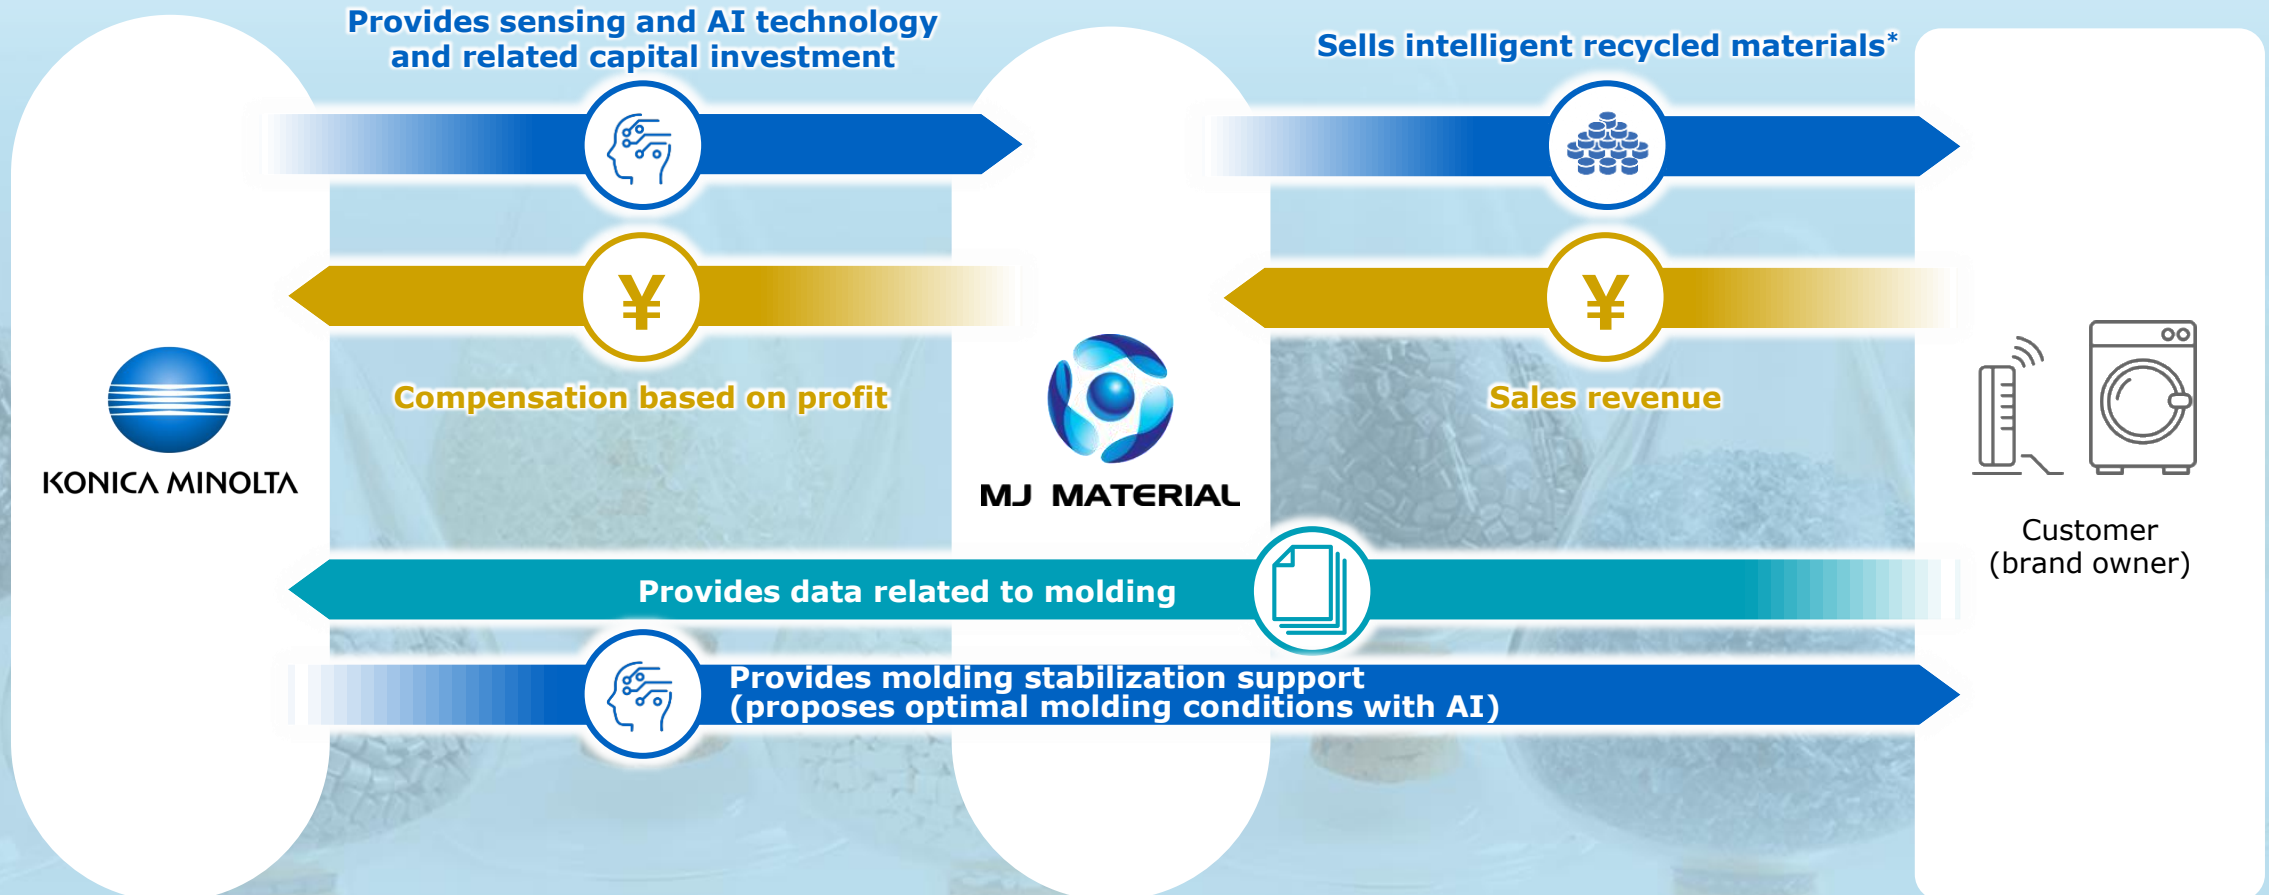 Provides sensing and AI technology
and related capital investment
Sells intelligent recycled materials*
¥
¥
Compensation based on profit
Sales revenue
KONICA MINOLTA
MJ MATERIAL
Customer
(brand owner)
Provides data related to molding
Provides molding stabilization support
(proposes optimal molding conditions with AI)